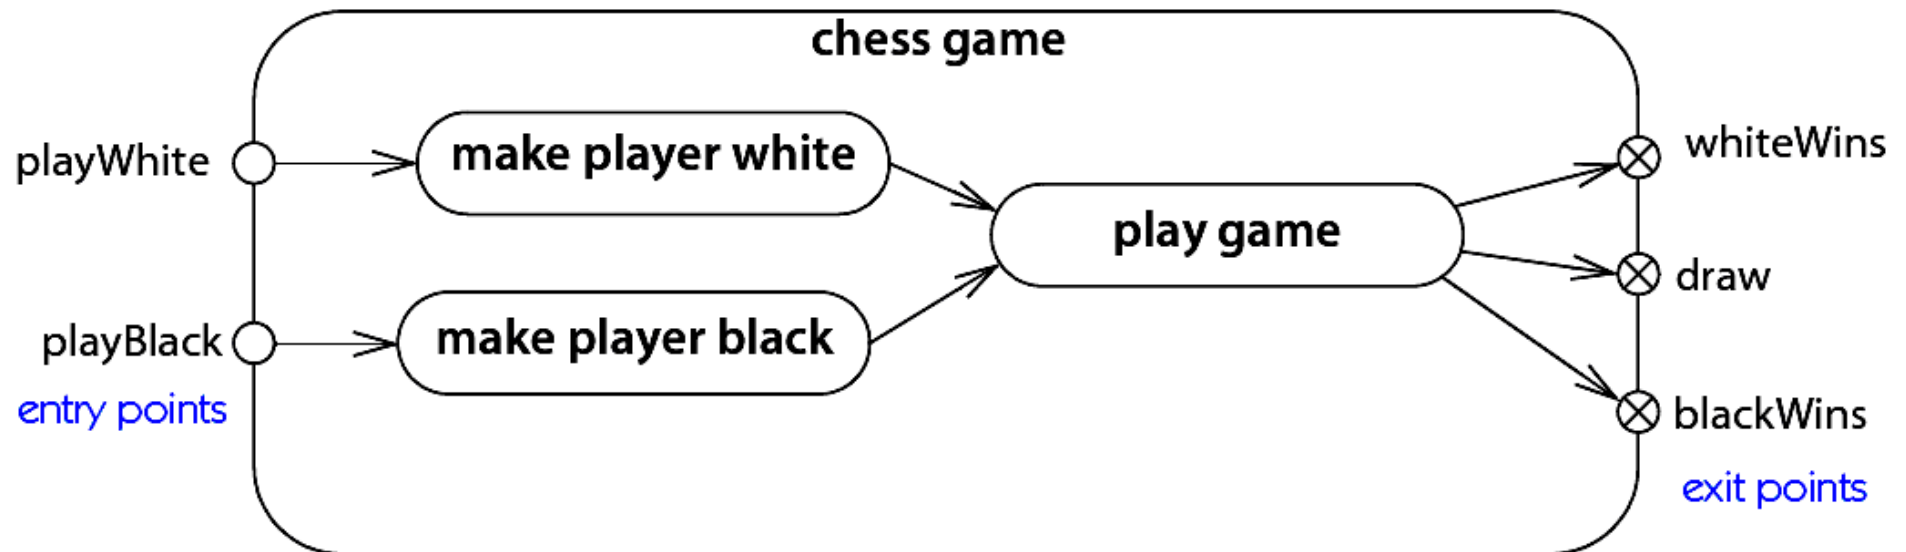 chess game
playWhite
make player white
whiteWins
play game
draw
playBlack
make player black
entry points
blackWins
exit points